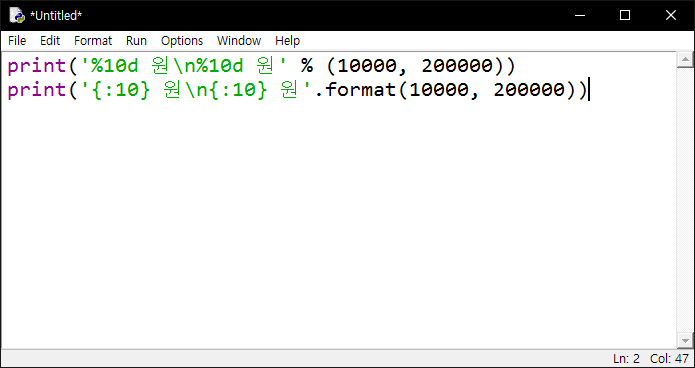 *Untitled*
File Edit Format Run Options Window Help
print('%10d 원\n%10d 원' % (10000, 200000))
print('{:10} 원\n{:10} 원'.format(10000, 200000))
Ln: 2 Col: 47